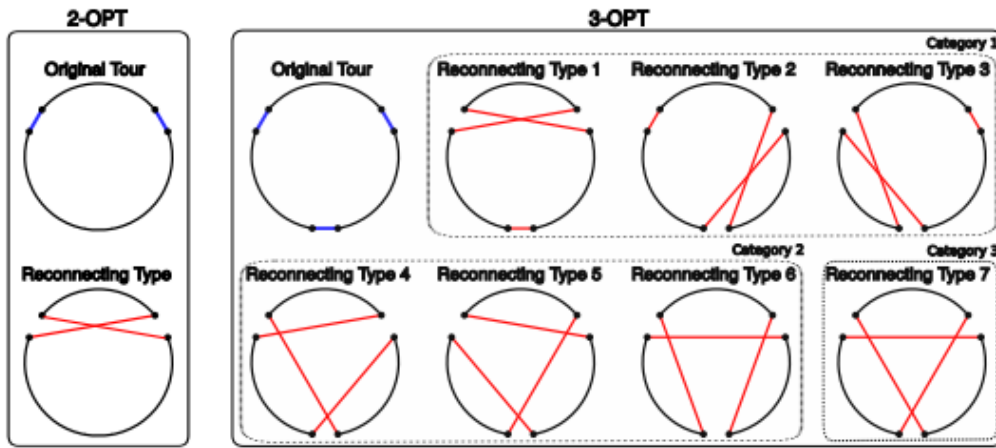 2-OPT
3-OPT
Category 1
Original Tour
Original Tour
Reconnecting Type 1
Reconnecting Type 2
Reconnecting Type 3
Category 2
Category 3
Reconnecting Type
Reconnecting Type 4
Reconnecting Type 5
Reconnecting Type 6
Reconnecting Type 7